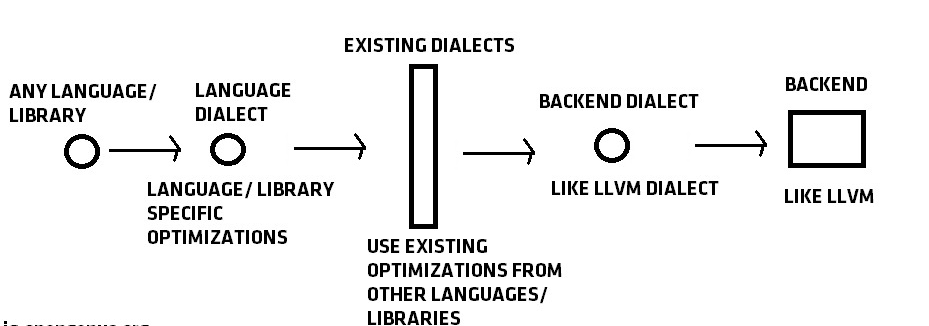 EXISTING DIALECTS
ANY LANGUAGE/
LIBRARY
LANGUAGE
DIALECT
BACKEND DIALECT
BACKEND
LANGUAGE/ LIBRARY
SPECIFIC
OPTIMIZATIONS
LIKE LLVM DIALECT
LIKE LLVM
USE EXISTING
OPTIMIZATIONS FROM
OTHER LANGUAGES/
LIBRARIES